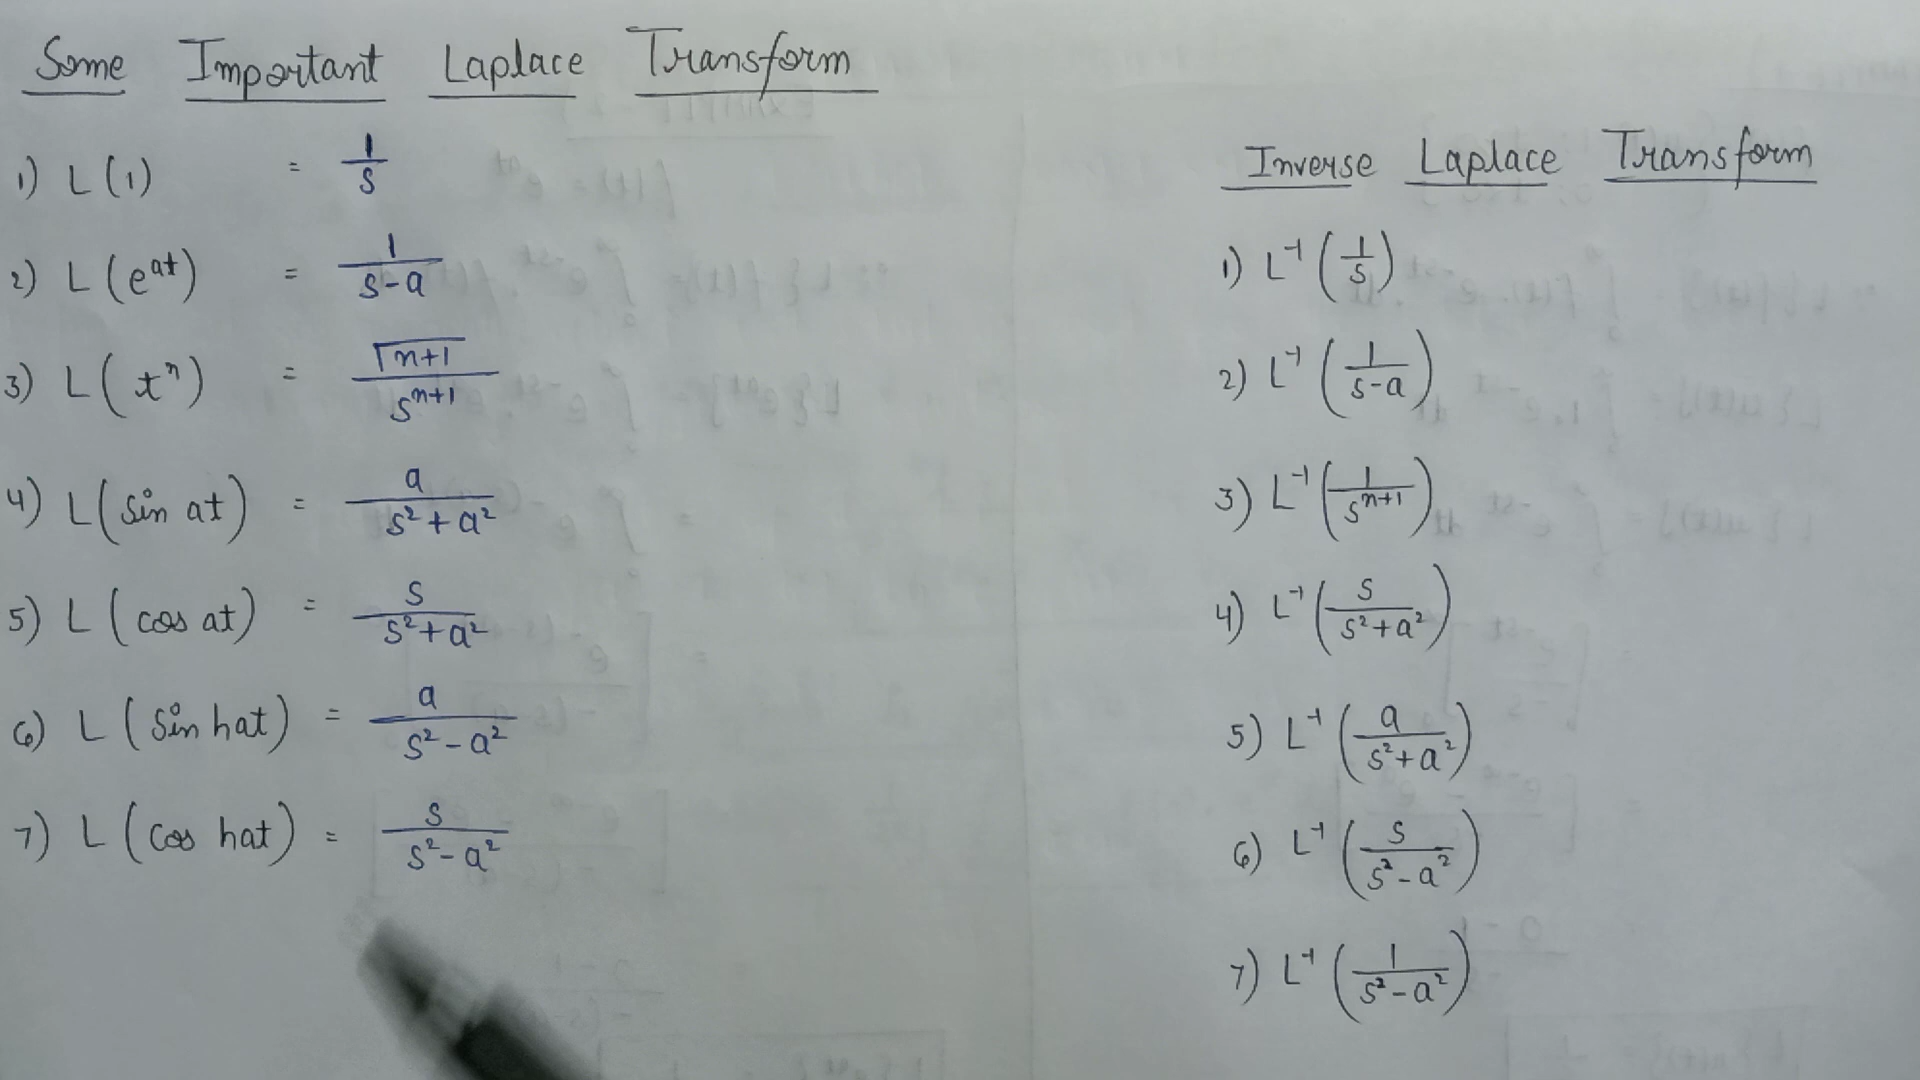 Some Important Laplace Transform
1) L(1) = 1/s
2) L(e^at) = 1/(s-a)
3) L(t^n) = Γn+1/s^(n+1)
4) L(sin at) = a/(s²+a²)
5) L(cos at) = s/(s²+a²)
6) L(sin hat) = a/(s²-a²)
7) L(cos hat) = s/(s²-a²)
Inverse Laplace Transform
1) L⁻¹(1/s)
2) L⁻¹(1/(s-a))
3) L⁻¹(1/s^(n+1))
4) L⁻¹(s/(s²+a²))
5) L⁻¹(a/(s²+a²))
6) L⁻¹(s/(s²-a²))
7) L⁻¹(1/(s²-a²))